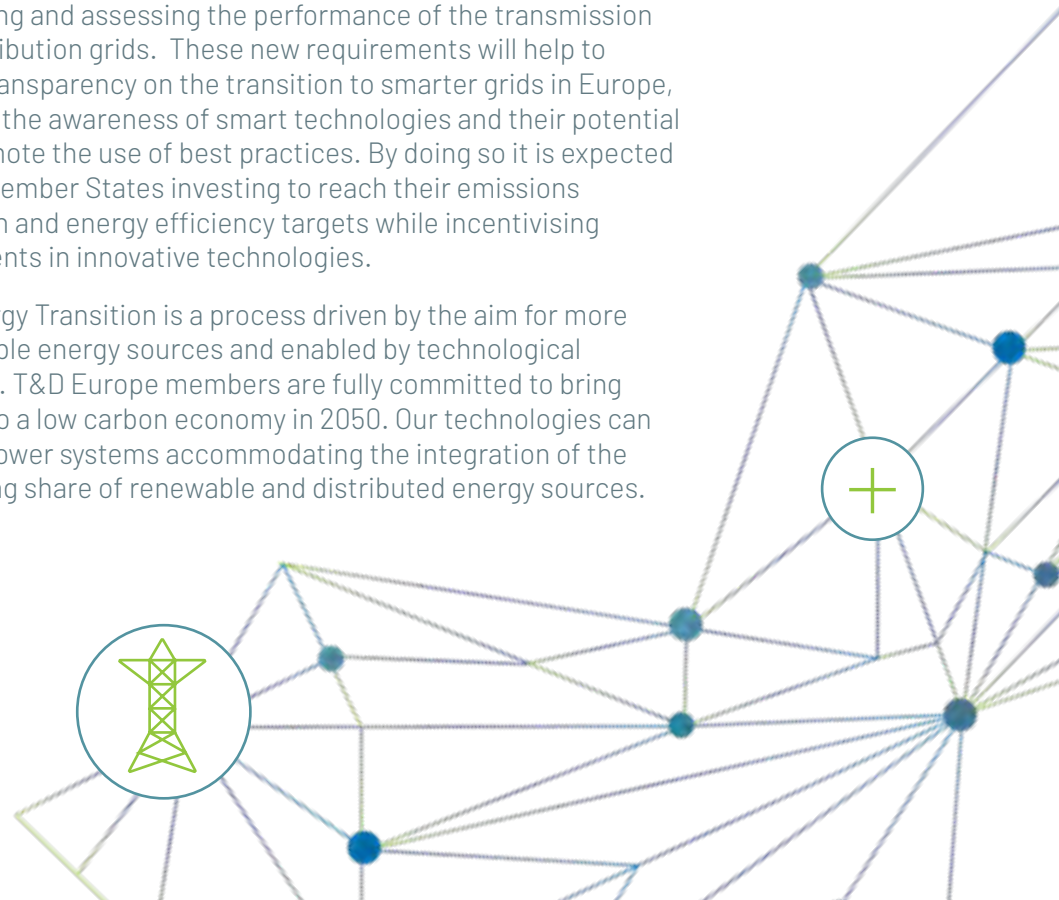 ng and assessing the performance of the transmission
ibution grids. These new requirements will help to
ansparency on the transition to smarter grids in Europe,
the awareness of smart technologies and their potential
note the use of best practices. By doing so it is expected
ember States investing to reach their emissions
n and energy efficiency targets while incentivising
ents in innovative technologies.
rgy Transition is a process driven by the aim for more
ble energy sources and enabled by technological
. T&D Europe members are fully committed to bring
o a low carbon economy in 2050. Our technologies can
ower systems accommodating the integration of the
ng share of renewable and distributed energy sources.